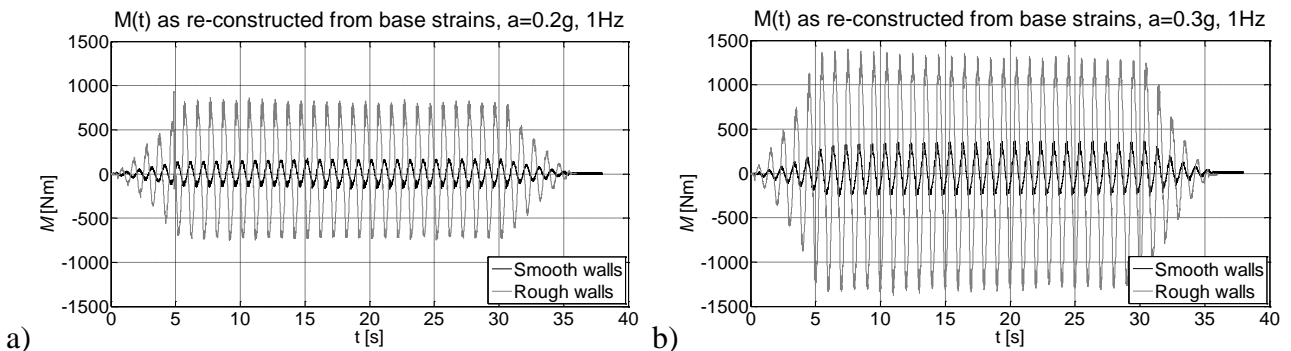 M(t) as re-constructed from base strains, a=0.2g, 1Hz
1500
1000
500
0
-500
-1000
-1500
M [Nm]
0 5 10 15 20 25 30 35 40
t [s]
Smooth walls
Rough walls
a)
M(t) as re-constructed from base strains, a=0.3g, 1Hz
1500
1000
500
0
-500
-1000
-1500
M [Nm]
0 5 10 15 20 25 30 35 40
t [s]
Smooth walls
Rough walls
b)